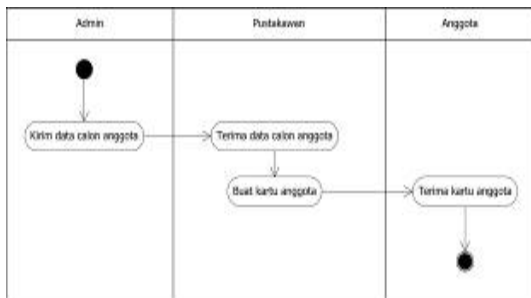 Admin
Pustakawan
Anggota
Kirim data calon anggota
Terima data calon anggota
Buat kartu anggota
Terima kartu anggota